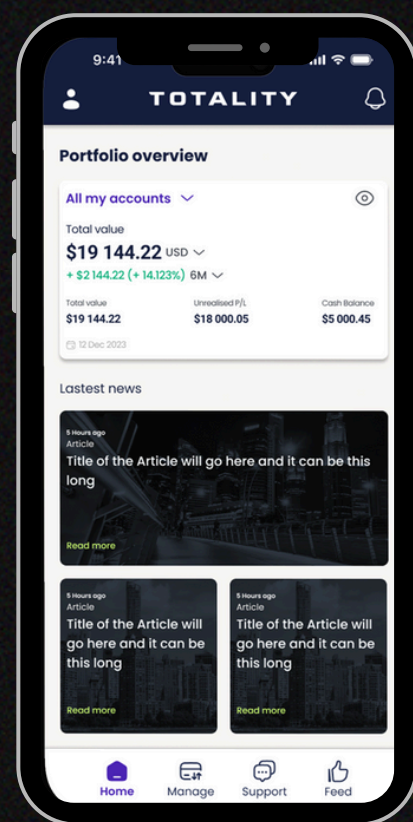 9:41
TOTALITY
Portfolio overview
All my accounts
Total value
$19 144.22 USD
+ $2 144.22 (+ 14.123%) 6M
Total value Unrealised P/L Cash Balance
$19 144.22 $18 000.05 $5 000.45
12 Dec 2023
Lastest news
5 Hours ago
Article
Title of the Article will go here and it can be this
long
Read more
5 Hours ago
Article
Title of the Article will
go here and it can be
this long
Read more
5 Hours ago
Article
Title of the Article will
go here and it can be
this long
Read more
Home Manage Support Feed